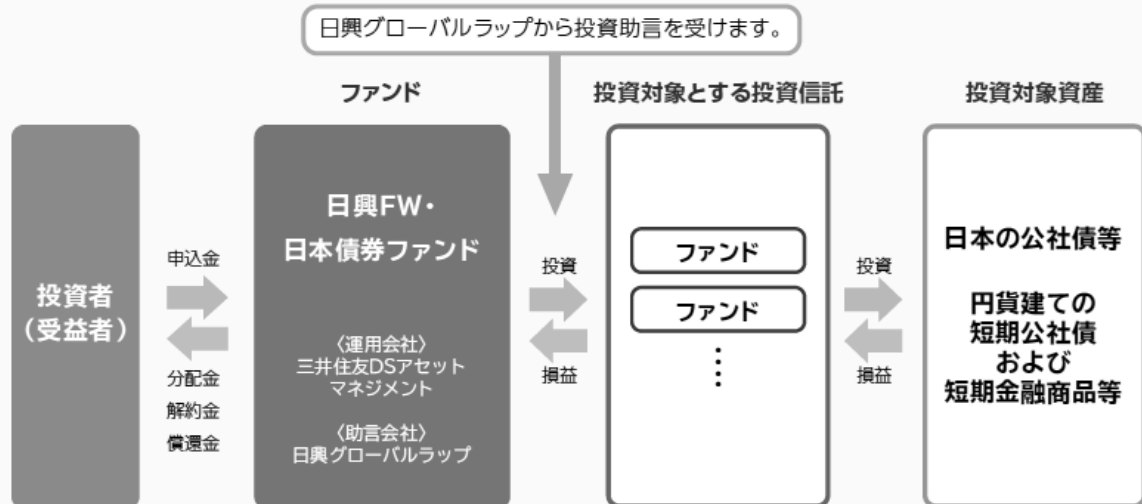 日興グローバルラップから投資助言を受けます。
ファンド
投資対象とする投資信託
投資対象資産
投資者
（受益者）
申込金
分配金
解約金
償還金
日興FW・
日本債券ファンド
〈運用会社〉
三井住友DSアセット
マネジメント
〈助言会社〉
日興グローバルラップ
投資
損益
ファンド
ファンド
⋮
投資
損益
日本の公社債等
円貨建ての
短期公社債
および
短期金融商品等